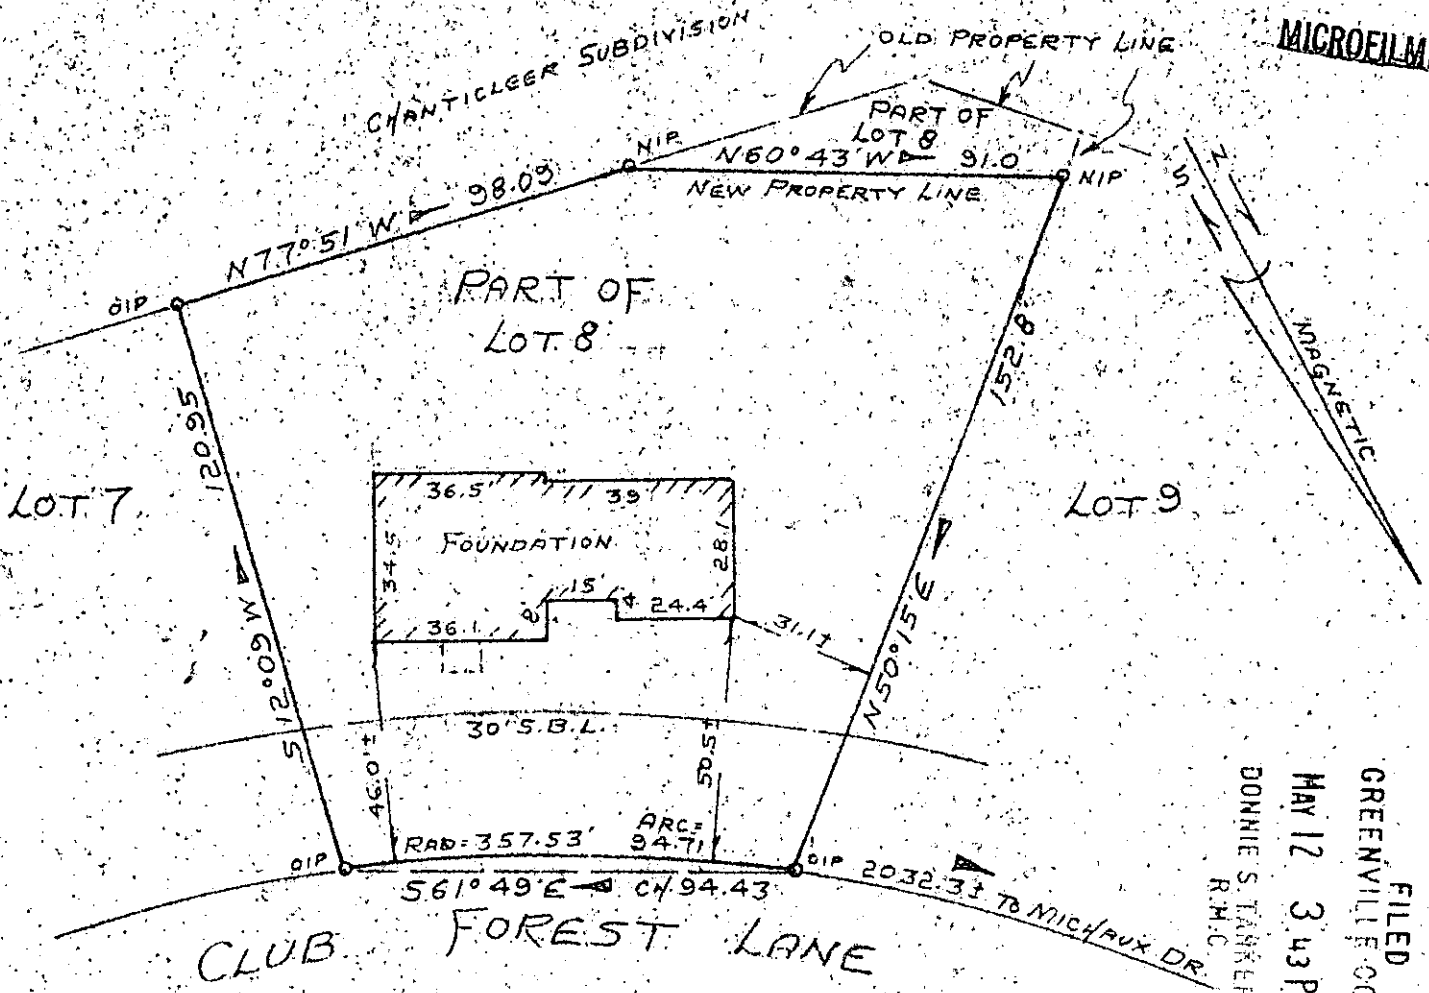 CHANTICLEER SUBDIVISION
OLD PROPERTY LINE
MICROFILM
PART OF
LOT 8
N60°43'W 91.0
NEW PROPERTY LINE
NIP
NIP
N77°51'W 98.09
OIP
PART OF
LOT 8
S
N
MAGNETIC
120.95
S 12°09 W
152.8
N50°15'E
LOT 7
LOT 9
36.5
39
FOUNDATION
34.5
28.1
15'
8
4
24.4
36.1
31.1±
30' S.B.L.
46.0'±
50.5±
RAD=357.53'
ARC=
94.71
OIP
OIP
S61°49'E CH 94.43
2032.3± TO MICHAUX DR.
CLUB FOREST LANE
FILED
GREENVILLE CO
MAY 12 3 43 P
DONNIE S. TANKER
R.M.C